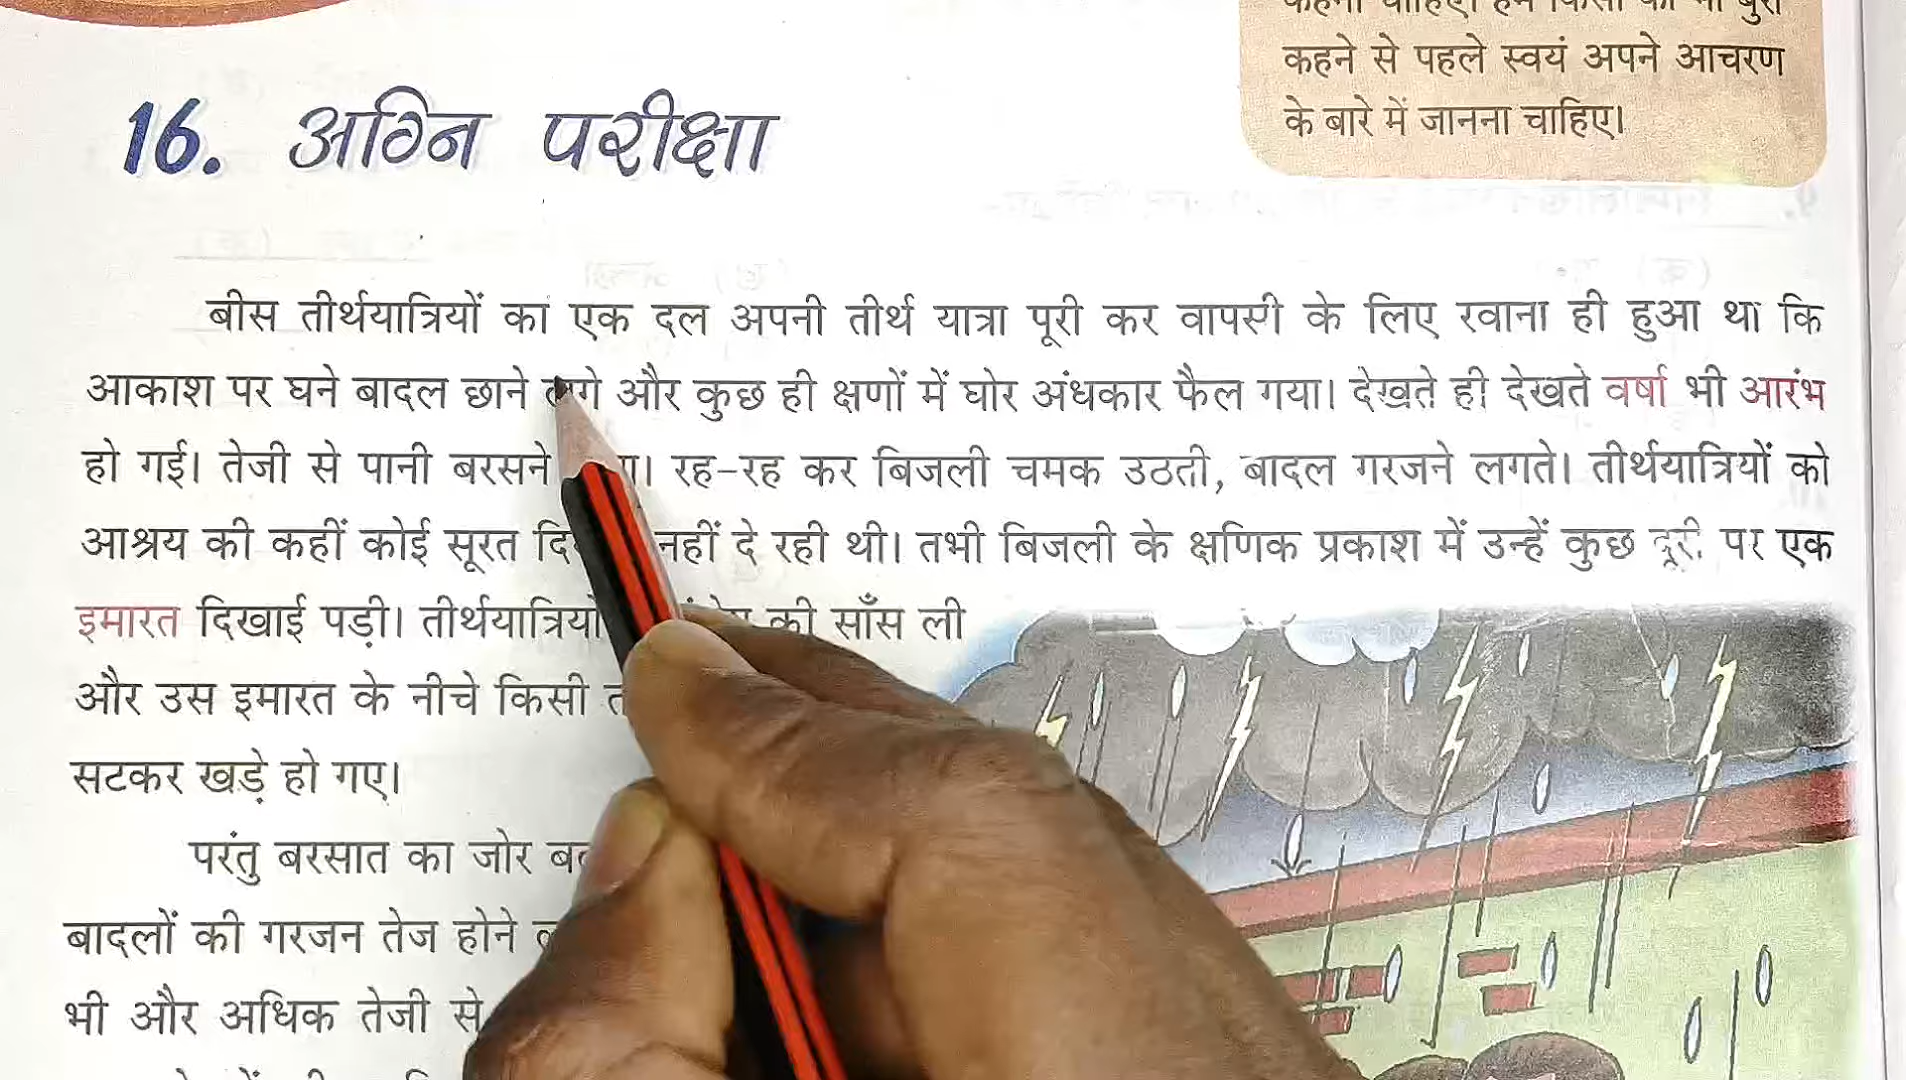 कहने से पहले स्वयं अपने आचरण
के बारे में जानना चाहिए।
16. अग्नि परीक्षा
बीस तीर्थयात्रियों का एक दल अपनी तीर्थ यात्रा पूरी कर वापसी के लिए रवाना ही हुआ था कि
आकाश पर घने बादल छाने लगे और कुछ ही क्षणों में घोर अंधकार फैल गया। देखते ही देखते वर्षा भी आरंभ
हो गई। तेजी से पानी बरसने रह-रह कर बिजली चमक उठती, बादल गरजने लगते। तीर्थयात्रियों को
आश्रय की कहीं कोई सूरत नहीं दे रही थी। तभी बिजली के क्षणिक प्रकाश में उन्हें कुछ दूरी पर एक
इमारत दिखाई पड़ी। की साँस ली
और उस इमारत के नीचे किसी
सटकर खड़े हो गए।
परंतु बरसात का जोर
बादलों की गरजन तेज होने
भी और अधिक तेजी से